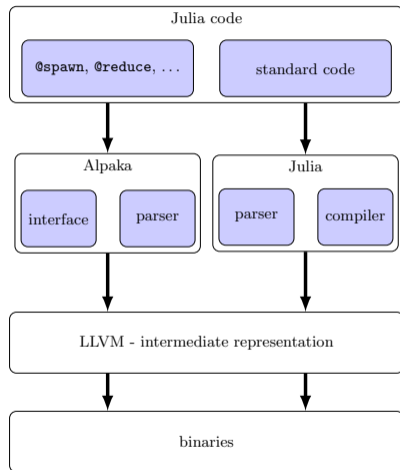 Julia code
@spawn, @reduce, ...
standard code
Alpaka
Julia
interface
parser
parser
compiler
LLVM - intermediate representation
binaries